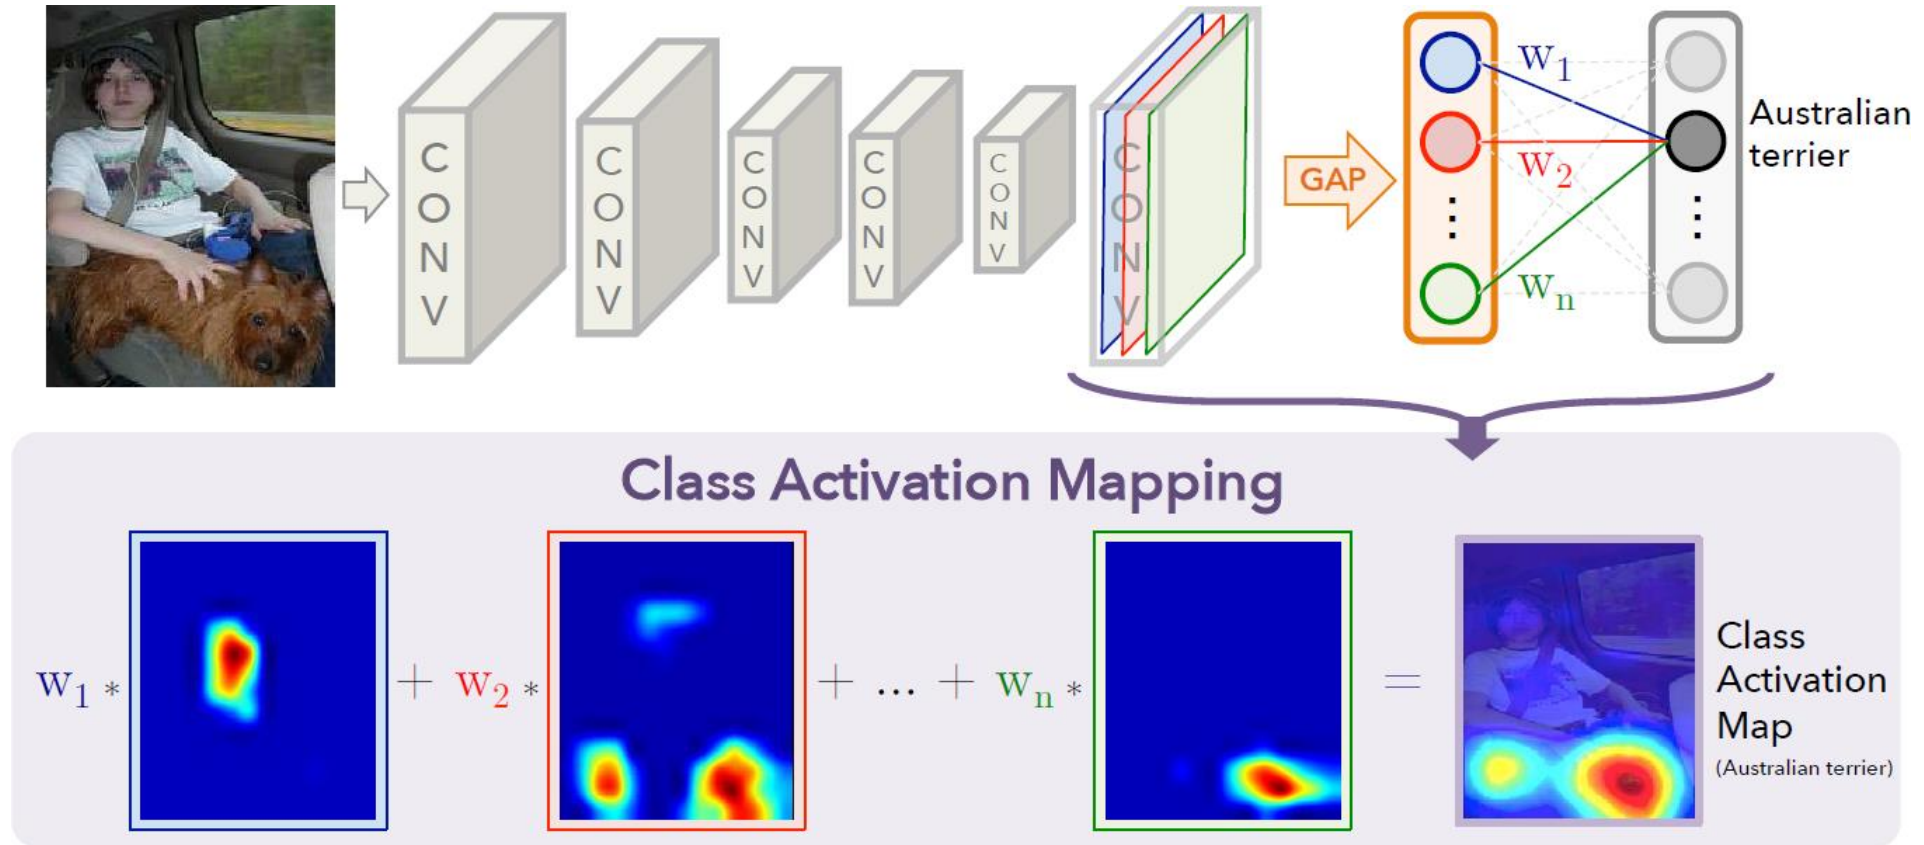 CONV
CONV
CONV
CONV
CONV
CONV
GAP
w1
w2
⋮
wn
⋮
Australian
terrier
Class Activation Mapping
w1 * + w2 * + ... + wn * =
Class
Activation
Map
(Australian terrier)